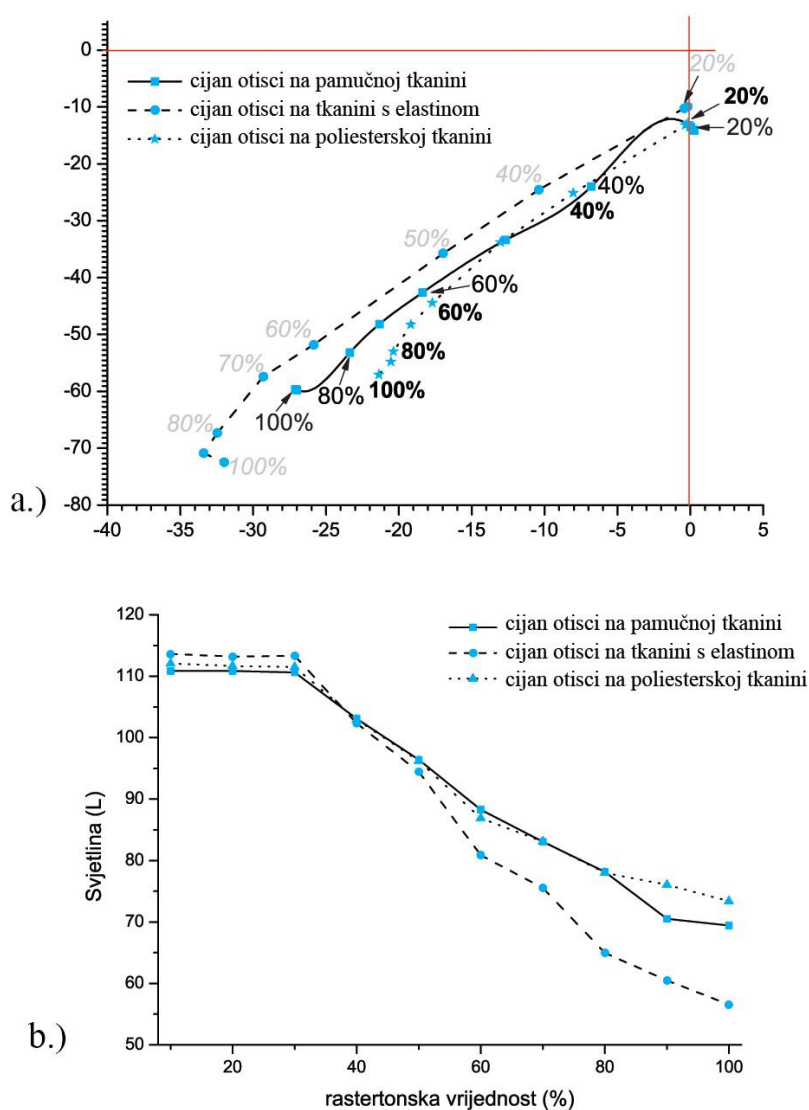 0
-10
-20
-30
-40
-50
-60
-70
-80
-40 -35 -30 -25 -20 -15 -10 -5 0 5
cijan otisci na pamučnoj tkanini
cijan otisci na tkanini s elastinom
cijan otisci na poliesterskoj tkanini
20%
20%
20%
40%
40%
40%
50%
60%
60%
60%
70%
80%
80%
80%
100%
100%
100%
a.)
120
110
100
90
80
70
60
50
Svjetlina (L)
cijan otisci na pamučnoj tkanini
cijan otisci na tkanini s elastinom
cijan otisci na poliesterskoj tkanini
20 40 60 80 100
rastertonska vrijednost (%)
b.)